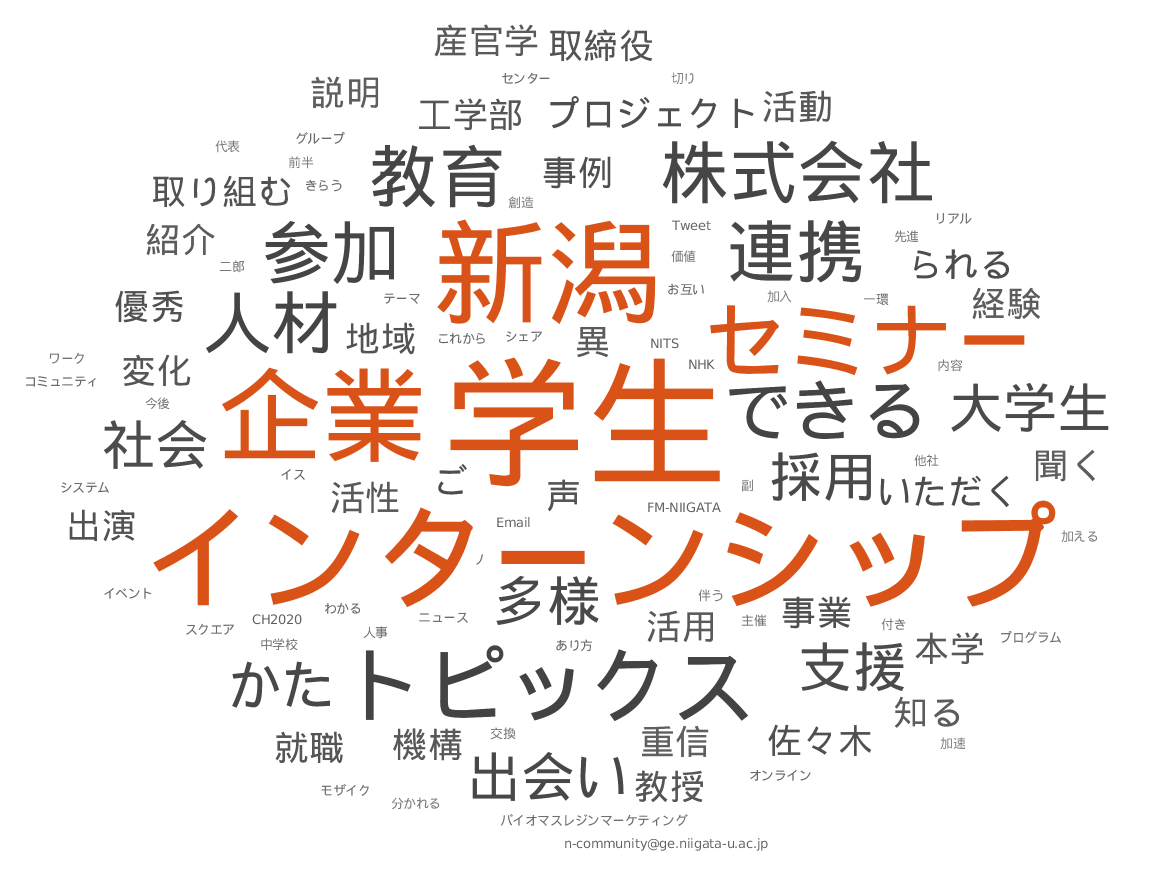 産官学 取締役
センター 切り
説明 工学部 プロジェクト 活動
代表 グループ
前半 教育 事例 株式会社
取り組む きらう
創造
紹介 参加 新潟 Tweet 連携 リアル
先進
二郎 価値 られる
お互い
優秀 人材 テーマ 加入 一環 経験
地域 これから シェア 異 セミナー
ワーク NITS
コミュニティ 変化 NHK 内容
今後 企業 学生 できる 大学生
社会
イス 採用 他社 聞く
システム 活性 ご 声 副 いただく
FM-NIIGATA
出演 インターンシップ
Email 加える
ノ
イベント 多様 伴う
わかる 事業
スクエア CH2020 ニュース 活用 主催 付き
人事 プログラム
中学校 あり方 本学
かた トピックス 支援
知る
就職 機構 交換 重信 佐々木 加速
出会い オンライン
モザイク 教授
分かれる
バイオマスレジンマーケティング
n-community@ge.niigata-u.ac.jp